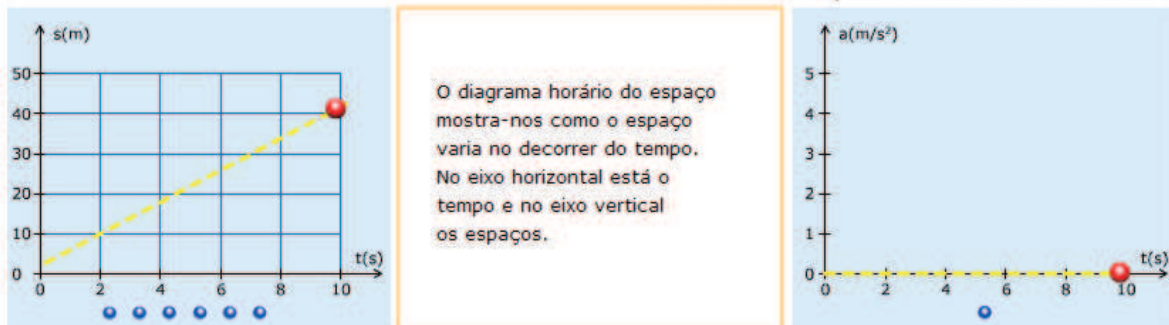 s(m)
50
40
30
20
10
0
t(s)
0 2 4 6 8 10
O diagrama horário do espaço
mostra-nos como o espaço
varia no decorrer do tempo.
No eixo horizontal está o
tempo e no eixo vertical
os espaços.
a(m/s²)
5
4
3
2
1
0
t(s)
0 2 4 6 8 10